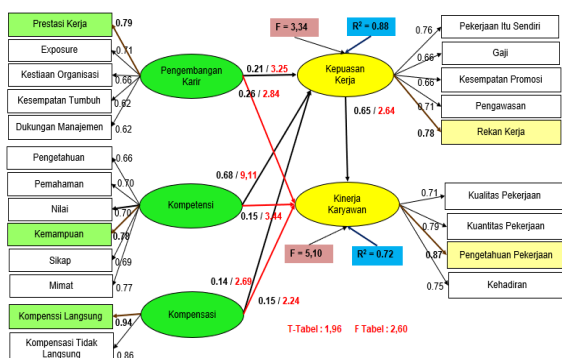 Prestasi Kerja
Exposure
Kestiaan Organisasi
Kesempatan Tumbuh
Dukungan Manajemen
0.79
0.71
0.66
0.62
0.62
Pengembangan
Karir
Pengetahuan
Pemahaman
Nilai
Kemampuan
Sikap
Mimat
0.66
0.70
0.70
0.78
0.69
0.77
Kompetensi
Kompenssi Langsung
Kompensasi Tidak
Langsung
0.94
0.86
Kompensasi
0.21 / 3.25
0.26 / 2.84
0.68 / 9,11
0.15 / 3.44
0.14 / 2.69
0.15 / 2.24
F = 3,34
R² = 0.88
Kepuasan
Kerja
0.65 / 2.64
Kinerja
Karyawan
F = 5,10
R² = 0.72
0.76
0.66
0.66
0.71
0.78
Pekerjaan Itu Sendiri
Gaji
Kesempatan Promosi
Pengawasan
Rekan Kerja
0.71
0.79
0.87
0.75
Kualitas Pekerjaan
Kuantitas Pekerjaan
Pengetahuan Pekerjaan
Kehadiran
T-Tabel : 1,96 F Tabel : 2,60